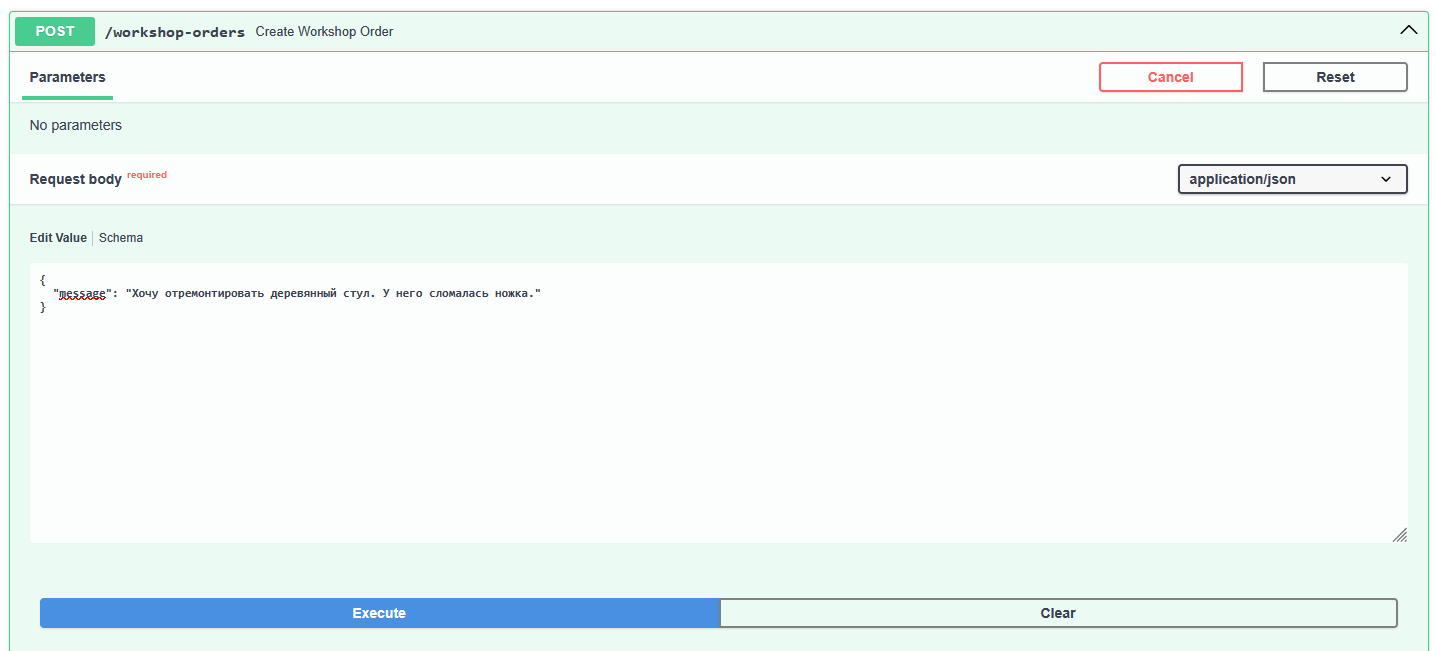 POST /workshop-orders Create Workshop Order
Parameters
Cancel
Reset
No parameters
Request body required
application/json
Edit Value | Schema
{
"message": "Хочу отремонтировать деревянный стул. У него сломалась ножка."
}
Execute
Clear